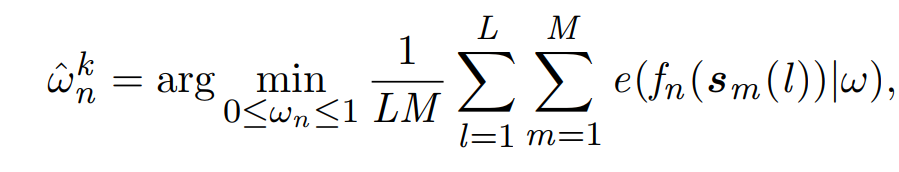 \hat{\omega}_n^k = \arg \min_{0 \leq \omega_n \leq 1} \frac{1}{LM} \sum_{l=1}^{L} \sum_{m=1}^{M} e(f_n(\boldsymbol{s}_m(l))|\omega),